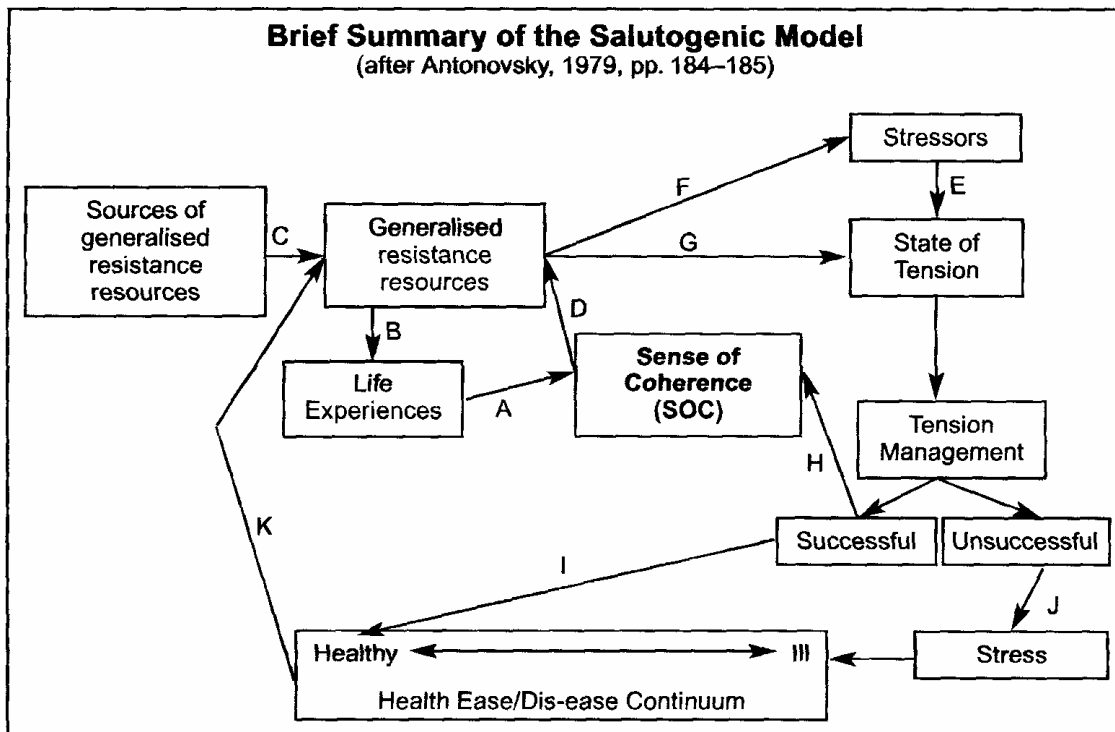 Brief Summary of the Salutogenic Model
(after Antonovsky, 1979, pp. 184–185)
Stressors
F
E
Sources of
generalised
resistance
resources
C
Generalised
resistance
resources
G
State of
Tension
B
D
Life
Experiences
A
Sense of
Coherence
(SOC)
Tension
Management
H
K
Successful
Unsuccessful
I
J
Healthy
Ill
Stress
Health Ease/Dis-ease Continuum